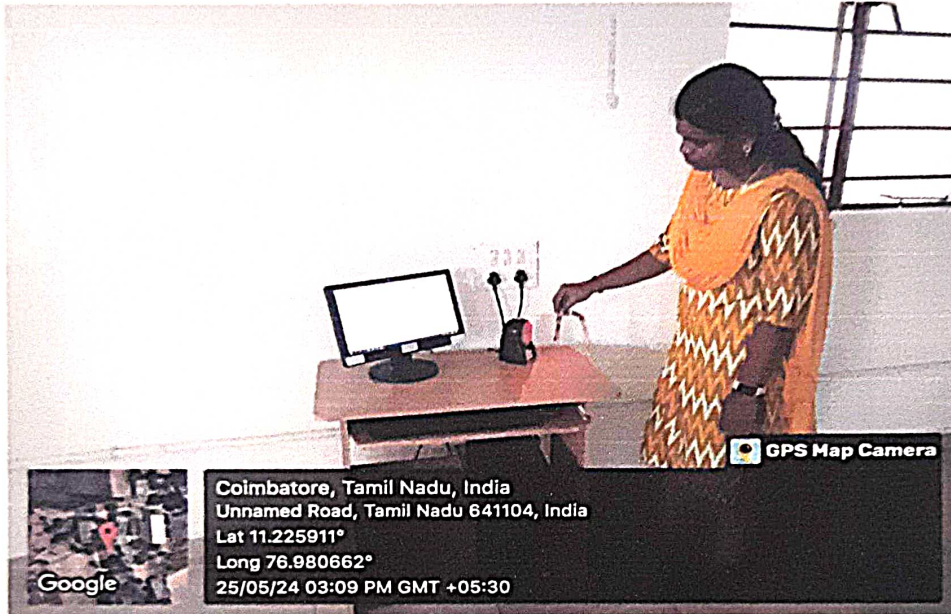 GPS Map Camera
Coimbatore, Tamil Nadu, India
Unnamed Road, Tamil Nadu 641104, India
Lat 11.225911°
Long 76.980662°
25/05/24 03:09 PM GMT +05:30
Google